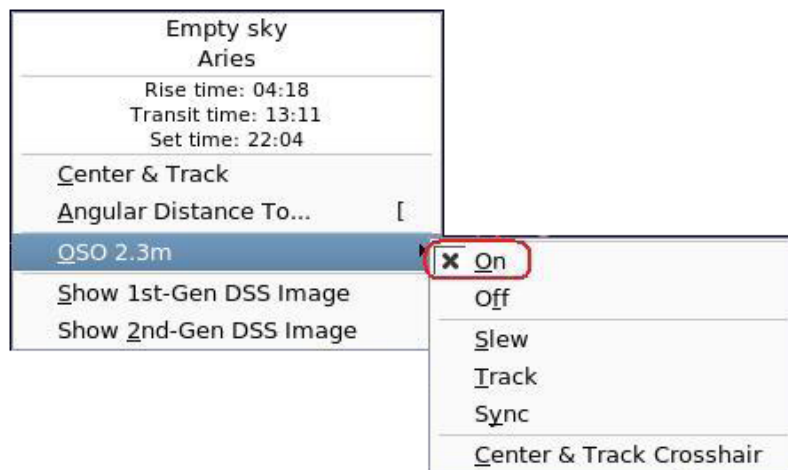 Empty sky
Aries
Rise time: 04:18
Transit time: 13:11
Set time: 22:04
Center & Track
Angular Distance To... [
OSO 2.3m
Show 1st-Gen DSS Image
Show 2nd-Gen DSS Image
On
Off
Slew
Track
Sync
Center & Track Crosshair